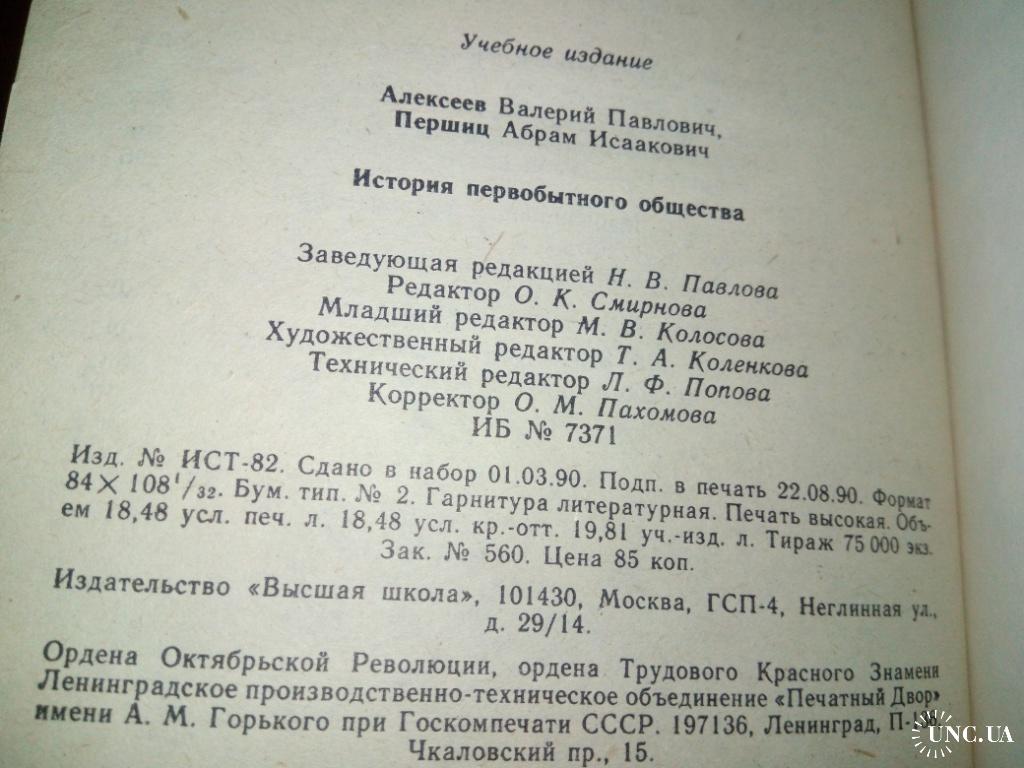 Учебное издание
Алексеев Валерий Павлович,
Першиц Абрам Исаакович
История первобытного общества
Заведующая редакцией Н. В. Павлова
Редактор О. К. Смирнова
Младший редактор М. В. Колосова
Художественный редактор Т. А. Коленкова
Технический редактор Л. Ф. Попова
Корректор О. М. Пахомова
ИБ № 7371
Изд. № ИСТ-82. Сдано в набор 01.03.90. Подп. в печать 22.08.90. Формат
84×108¹/₃₂. Бум. тип. № 2. Гарнитура литературная. Печать высокая. Объ-
ем 18,48 усл. печ. л. 18,48 усл. кр.-отт. 19,81 уч.-изд. л. Тираж 75 000 экз.
Зак. № 560. Цена 85 коп.
Издательство «Высшая школа», 101430, Москва, ГСП-4, Неглинная ул.,
д. 29/14.
Ордена Октябрьской Революции, ордена Трудового Красного Знамени
Ленинградское производственно-техническое объединение «Печатный Двор»
имени А. М. Горького при Госкомпечати СССР. 197136, Ленинград, П-136,
Чкаловский пр., 15.
UNC.UA